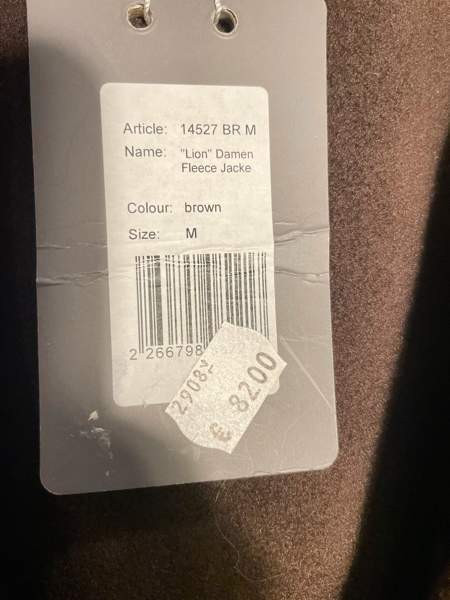 Article: 14527 BR M
Name: "Lion" Damen
Fleece Jacke
Colour: brown
Size: M
2 266798
2908
€ 8200